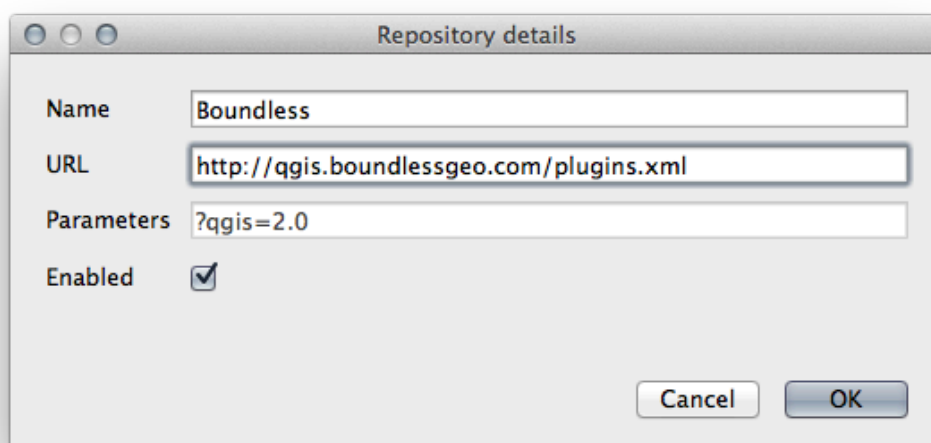 Repository details
Name Boundless
URL http://qgis.boundlessgeo.com/plugins.xml
Parameters ?qgis=2.0
Enabled
Cancel OK